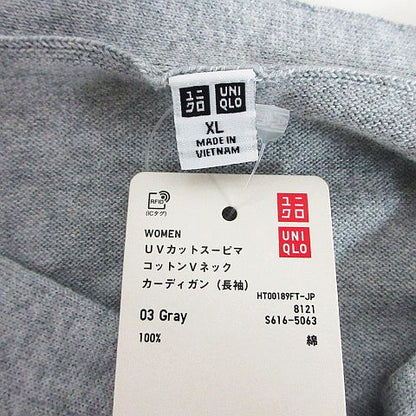 ユニ
クロ
UNI
QLO
XL
MADE IN
VIETNAM
RFID
(ICタグ)
ユニ
クロ
UNI
QLO
WOMEN
UVカットスーピマ
コットンVネック
カーディガン（長袖）
HT00189FT-JP
8121
03 Gray
S616-5063
100%
綿